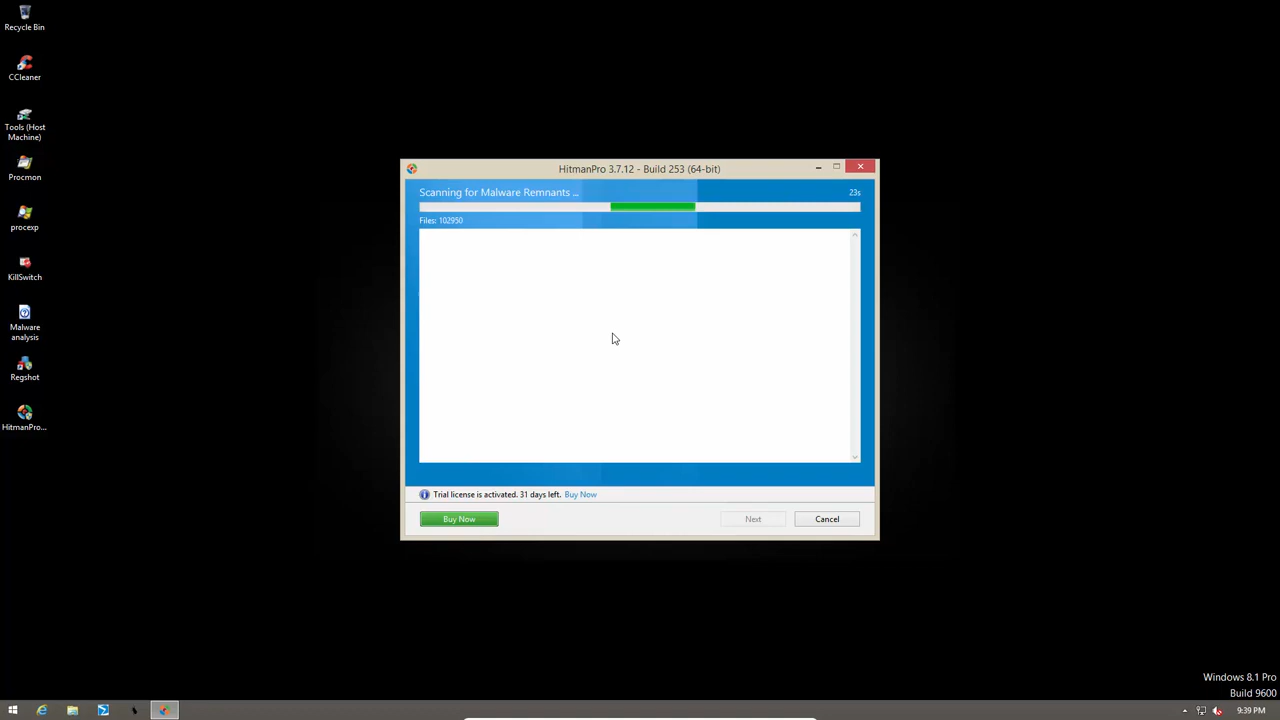 Recycle Bin
CCleaner
Tools (Host
Machine)
Procmon
procexp
KillSwitch
Malware
analysis
Regshot
HitmanPro...
HitmanPro 3.7.12 - Build 253 (64-bit)
Scanning for Malware Remnants ...
23s
Files: 102950
Trial license is activated. 31 days left. Buy Now
Buy Now
Next
Cancel
Windows 8.1 Pro
Build 9600
9:39 PM